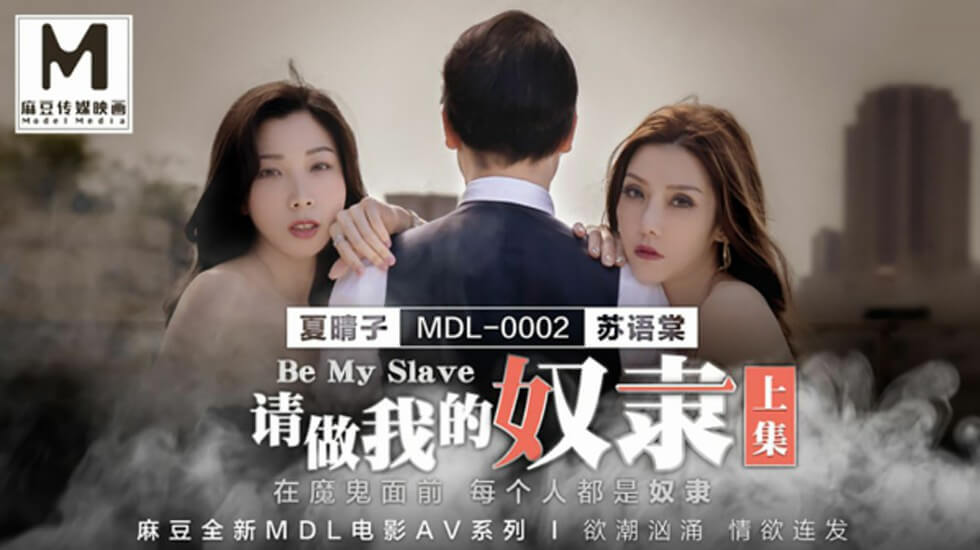 M
麻豆传媒映画
Model Media
夏晴子 MDL-0002 苏语棠
Be My Slave
请做我的奴隶 上集
在魔鬼面前 每个人都是奴隶
麻豆全新MDL电影AV系列 | 欲潮汹涌 情欲连发